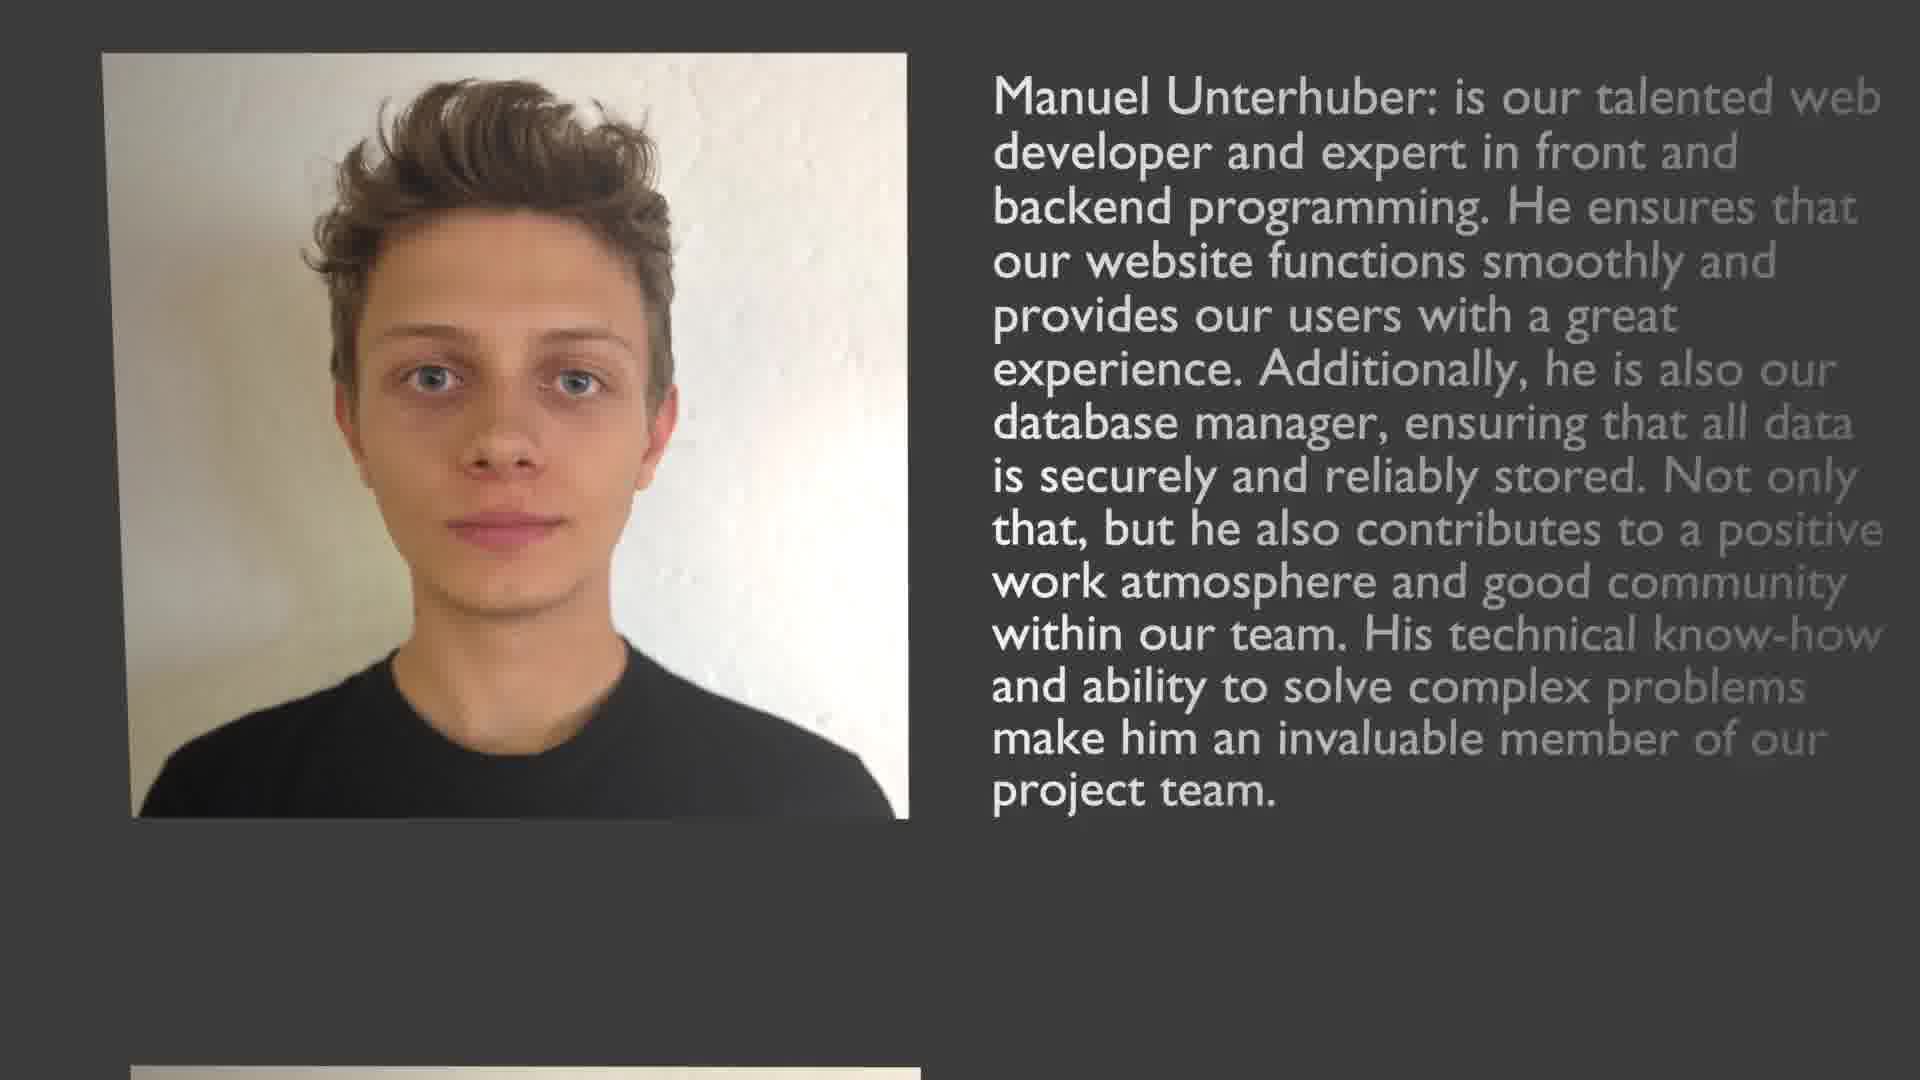 Manuel Unterhuber: is our talented web
developer and expert in front and
backend programming. He ensures that
our website functions smoothly and
provides our users with a great
experience. Additionally, he is also our
database manager, ensuring that all data
is securely and reliably stored. Not only
that, but he also contributes to a positive
work atmosphere and good community
within our team. His technical know-how
and ability to solve complex problems
make him an invaluable member of our
project team.